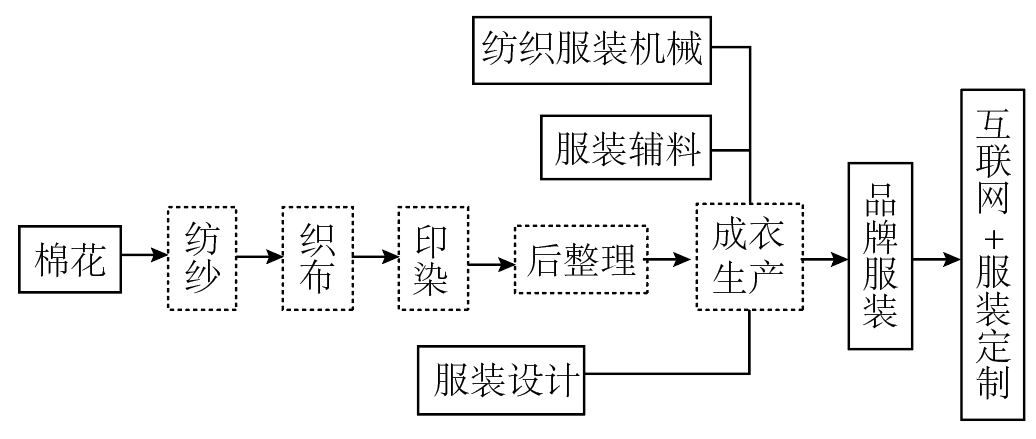 纺织服装机械
服装辅料
棉花
纺纱
织布
印染
后整理
成衣
生产
品牌服装
互联网+服装定制
服装设计